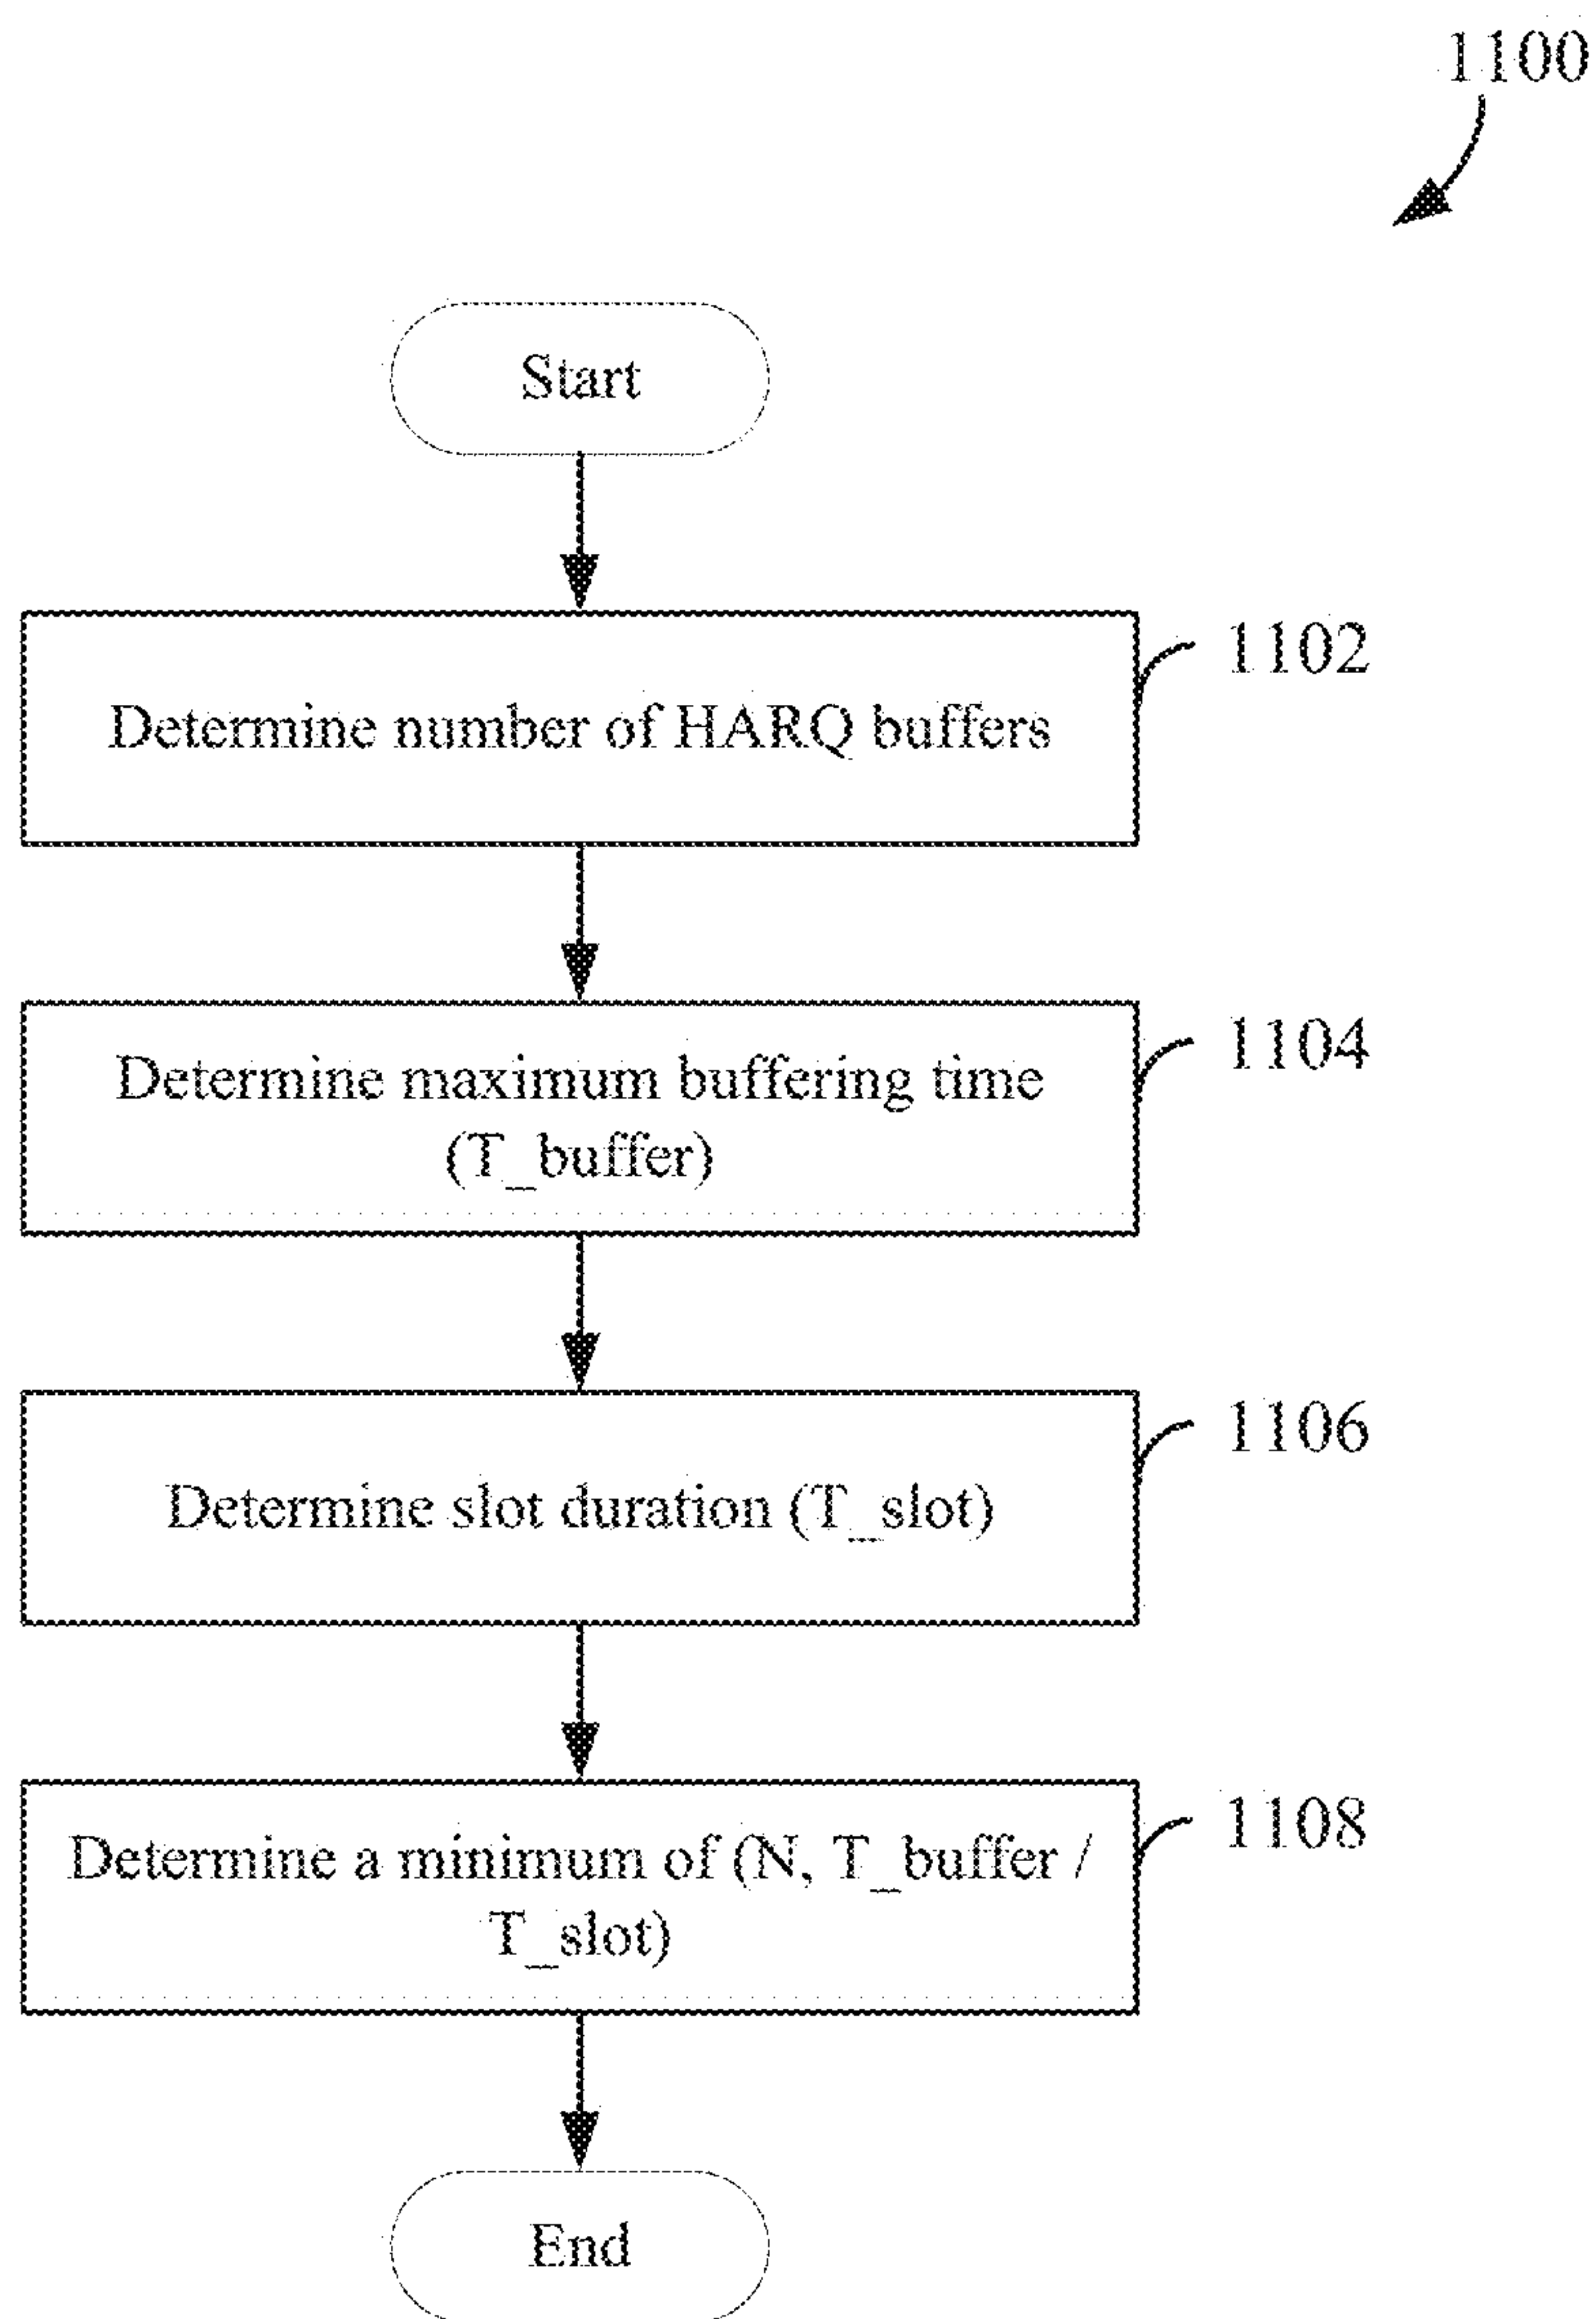 1100
Start
1102
Determine number of HARQ buffers
1104
Determine maximum buffering time
(T_buffer)
1106
Determine slot duration (T_slot)
1108
Determine a minimum of (N, T_buffer /
T_slot)
End